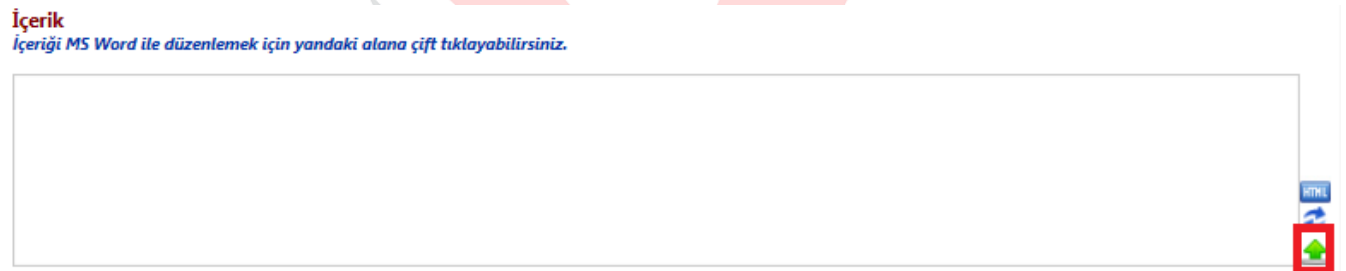 İçerik
İçeriği MS Word ile düzenlemek için yandaki alana çift tıklayabilirsiniz.
HTML